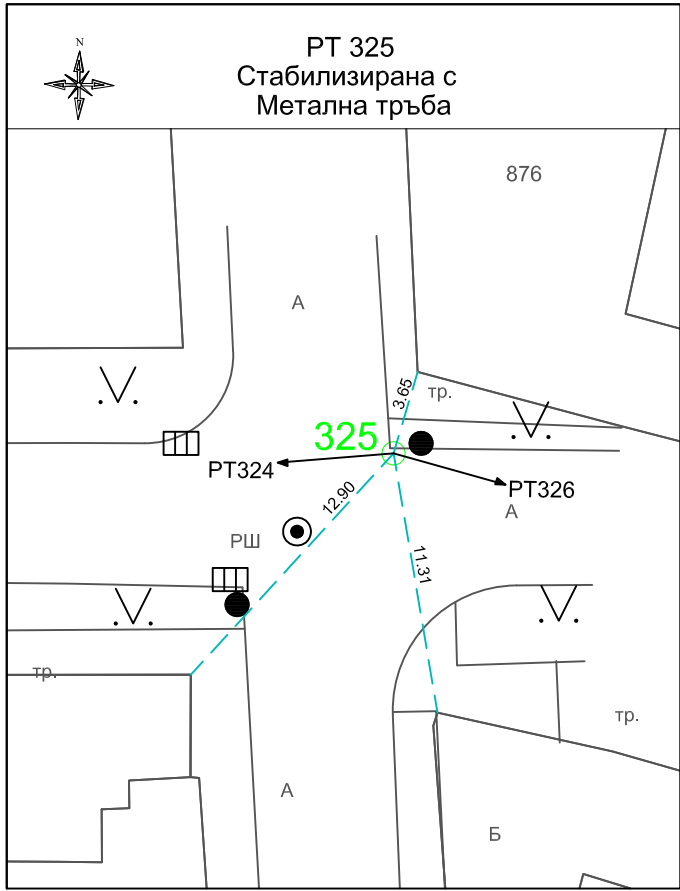 N
РТ 325
Стабилизирана с
Метална тръба
876
А
3.65
тр.
325
РТ324
РТ326
12.90
А
РШ
11.31
тр.
тр.
А
Б